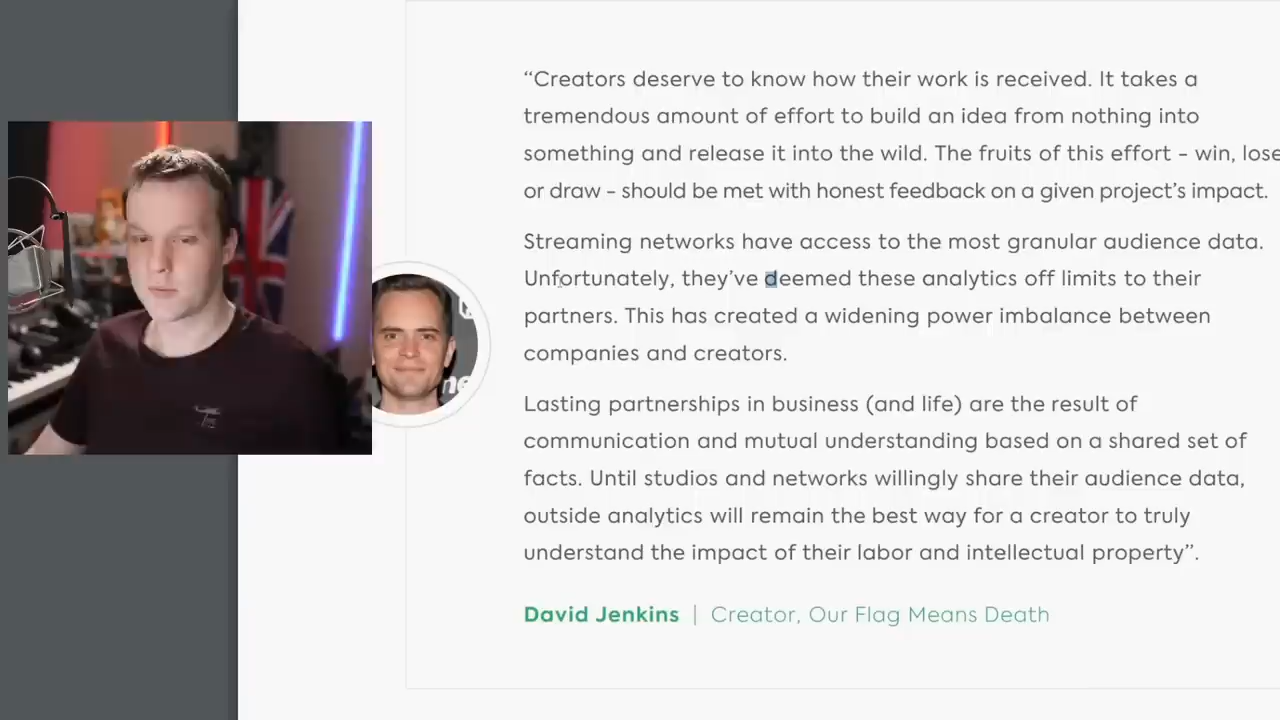 “Creators deserve to know how their work is received. It takes a
tremendous amount of effort to build an idea from nothing into
something and release it into the wild. The fruits of this effort - win, lose
or draw - should be met with honest feedback on a given project’s impact.
Streaming networks have access to the most granular audience data.
Unfortunately, they’ve deemed these analytics off limits to their
partners. This has created a widening power imbalance between
companies and creators.
Lasting partnerships in business (and life) are the result of
communication and mutual understanding based on a shared set of
facts. Until studios and networks willingly share their audience data,
outside analytics will remain the best way for a creator to truly
understand the impact of their labor and intellectual property”.
David Jenkins | Creator, Our Flag Means Death